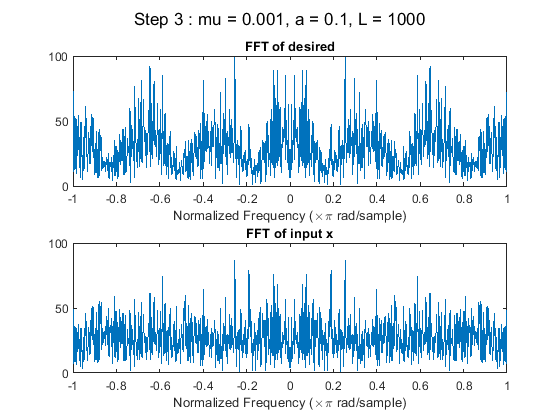 Step 3 : mu = 0.001, a = 0.1, L = 1000
FFT of desired
100
50
0
-1 -0.8 -0.6 -0.4 -0.2 0 0.2 0.4 0.6 0.8 1
Normalized Frequency (×π rad/sample)
FFT of input x
100
50
0
-1 -0.8 -0.6 -0.4 -0.2 0 0.2 0.4 0.6 0.8 1
Normalized Frequency (×π rad/sample)